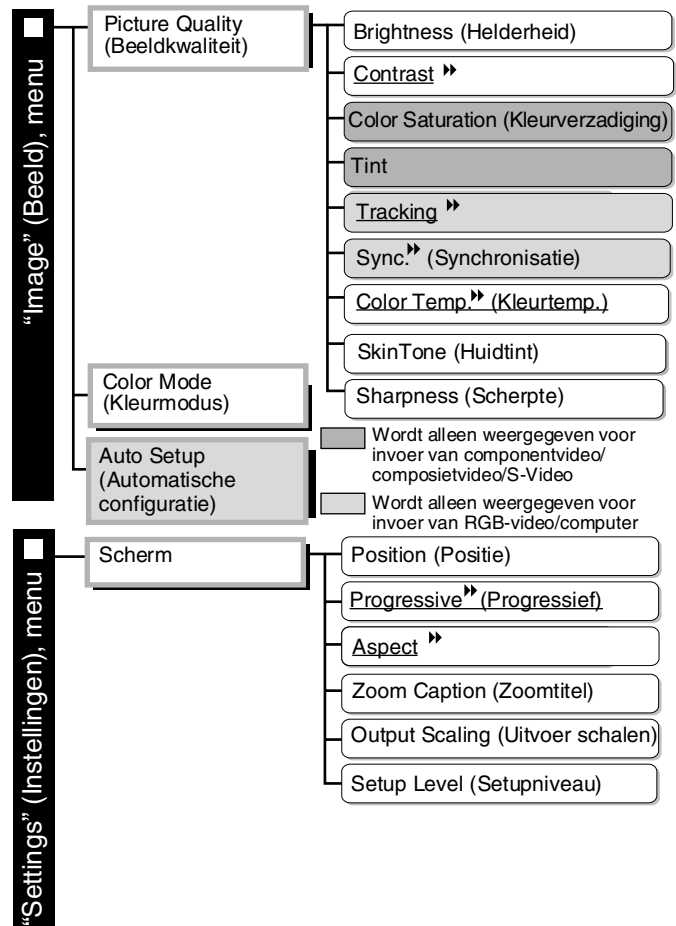 “Image” (Beeld), menu
Picture Quality
(Beeldkwaliteit)
Brightness (Helderheid)
Contrast
Color Saturation (Kleurverzadiging)
Tint
Tracking
Sync. (Synchronisatie)
Color Temp. (Kleurtemp.)
SkinTone (Huidtint)
Sharpness (Scherpte)
Color Mode
(Kleurmodus)
Auto Setup
(Automatische
configuratie)
Wordt alleen weergegeven voor
invoer van componentvideo/
composietvideo/S-Video
Wordt alleen weergegeven voor
invoer van RGB-video/computer
“Settings” (Instellingen), menu
Scherm
Position (Positie)
Progressive (Progressief)
Aspect
Zoom Caption (Zoomtitel)
Output Scaling (Uitvoer schalen)
Setup Level (Setupniveau)